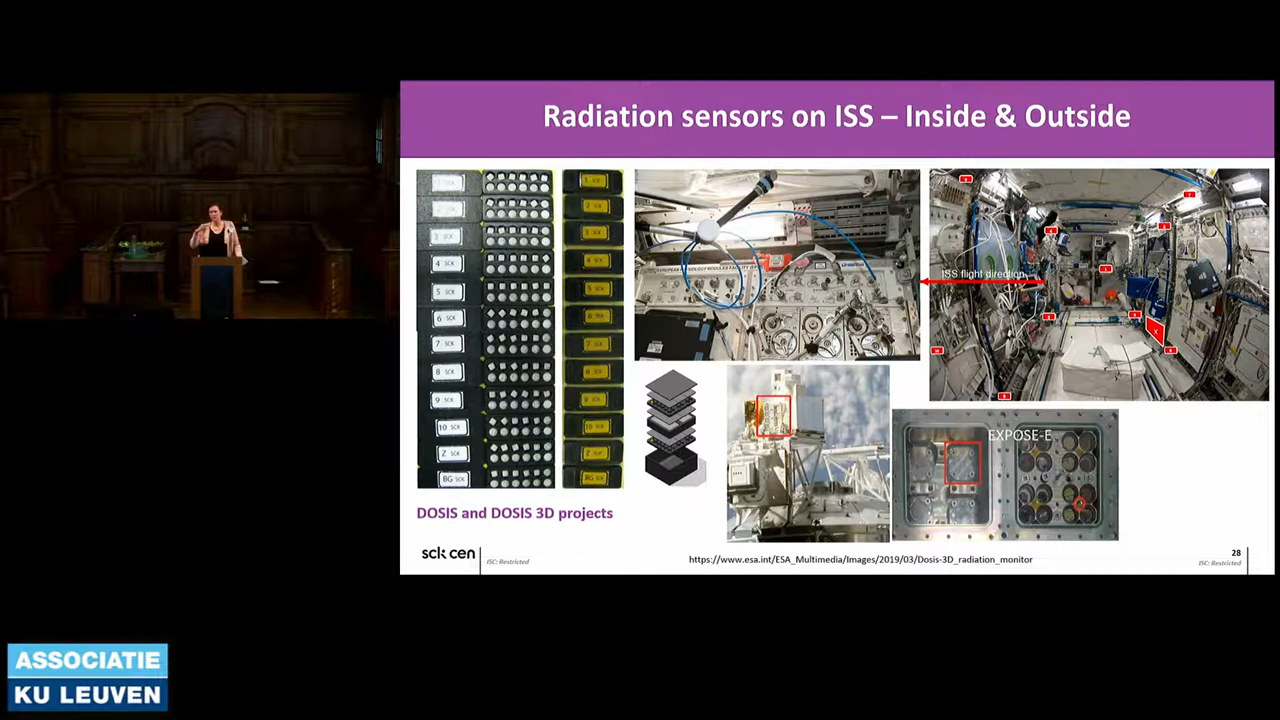 Radiation sensors on ISS – Inside & Outside
4 SCK
5 SCK
6 SCK
7 SCK
8 SCK
9 SCK
10 SCK
Z SCK
BG SCK
ISS flight direction
EXPOSE-E
DOSIS and DOSIS 3D projects
sck cen
ISC: Restricted
https://www.esa.int/ESA_Multimedia/Images/2019/03/Dosis-3D_radiation_monitor
28
ISC: Restricted
ASSOCIATIE
KU LEUVEN